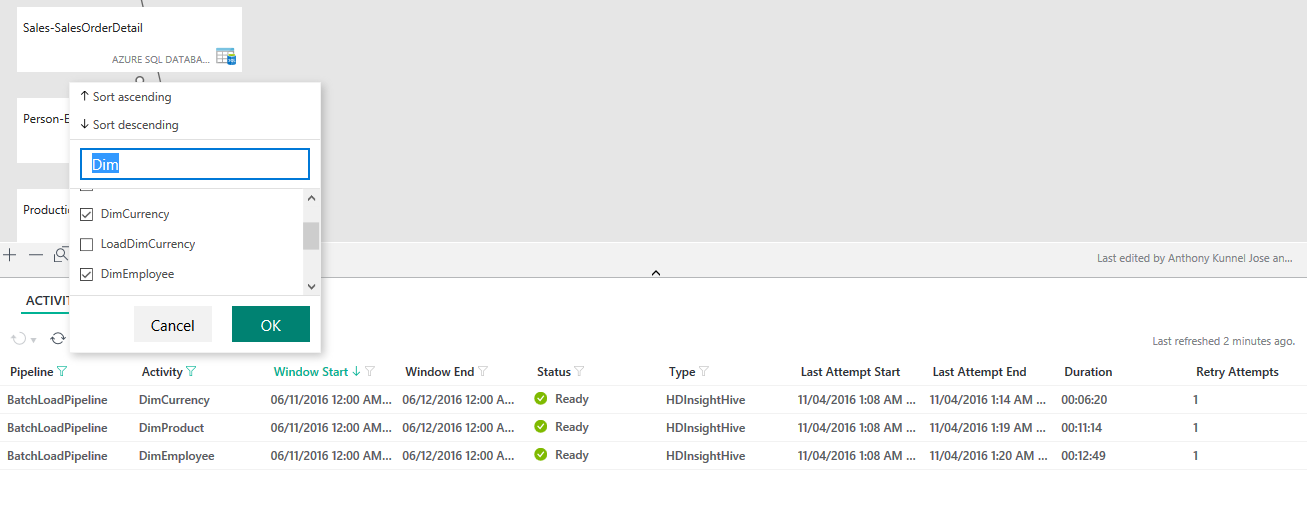 Sales-SalesOrderDetail
AZURE SQL DATABA...
Sort ascending
Sort descending
Person-E
Dim
Producti
DimCurrency
LoadDimCurrency
DimEmployee
Last edited by Anthony Kunnel Jose an...
ACTIVIT
Cancel OK
Last refreshed 2 minutes ago.
Pipeline Activity Window Start Window End Status Type Last Attempt Start Last Attempt End Duration Retry Attempts
BatchLoadPipeline DimCurrency 06/11/2016 12:00 AM... 06/12/2016 12:00 A... Ready HDInsightHive 11/04/2016 1:08 AM ... 11/04/2016 1:14 AM ... 00:06:20 1
BatchLoadPipeline DimProduct 06/11/2016 12:00 AM... 06/12/2016 12:00 A... Ready HDInsightHive 11/04/2016 1:08 AM ... 11/04/2016 1:19 AM ... 00:11:14 1
BatchLoadPipeline DimEmployee 06/11/2016 12:00 AM... 06/12/2016 12:00 A... Ready HDInsightHive 11/04/2016 1:08 AM ... 11/04/2016 1:20 AM ... 00:12:49 1